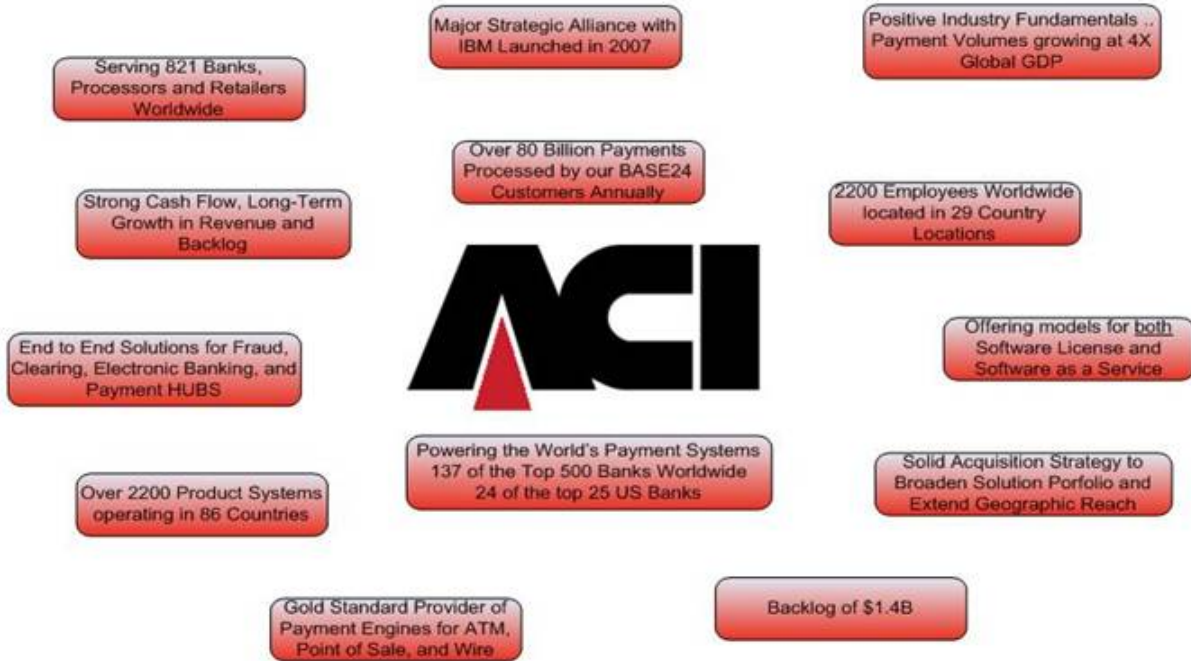 Major Strategic Alliance with
IBM Launched in 2007
Positive Industry Fundamentals ..
Payment Volumes growing at 4X
Global GDP
Serving 821 Banks,
Processors and Retailers
Worldwide
Over 80 Billion Payments
Processed by our BASE24
Customers Annually
2200 Employees Worldwide
located in 29 Country
Locations
Strong Cash Flow, Long-Term
Growth in Revenue and
Backlog
ACI
Offering models for both
Software License and
Software as a Service
End to End Solutions for Fraud,
Clearing, Electronic Banking, and
Payment HUBS
Powering the World's Payment Systems
137 of the Top 500 Banks Worldwide
24 of the top 25 US Banks
Solid Acquisition Strategy to
Broaden Solution Porfolio and
Extend Geographic Reach
Over 2200 Product Systems
operating in 86 Countries
Backlog of $1.4B
Gold Standard Provider of
Payment Engines for ATM,
Point of Sale, and Wire